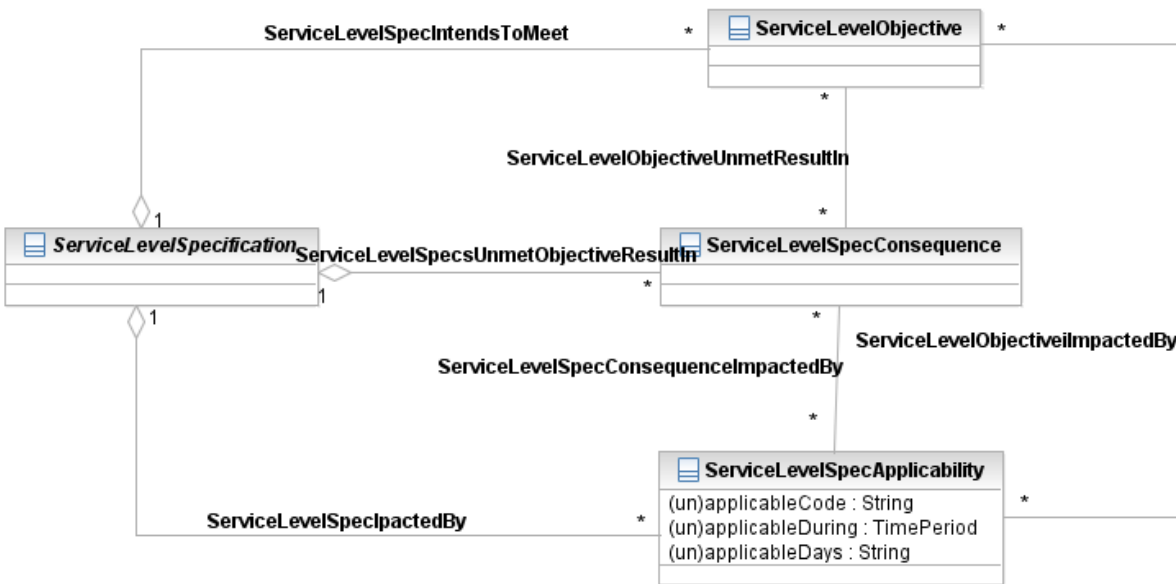 ServiceLevelSpecIntendsToMeet
*
ServiceLevelObjective
*
*
ServiceLevelObjectiveUnmetResultIn
*
1
ServiceLevelSpecification
ServiceLevelSpecsUnmetObjectiveResultIn
ServiceLevelSpecConsequence
1
*
1
*
ServiceLevelObjectiveiImpactedBy
ServiceLevelSpecConsequenceImpactedBy
*
ServiceLevelSpecApplicability
(un)applicableCode : String
(un)applicableDuring : TimePeriod
(un)applicableDays : String
*
ServiceLevelSpecIpactedBy
*